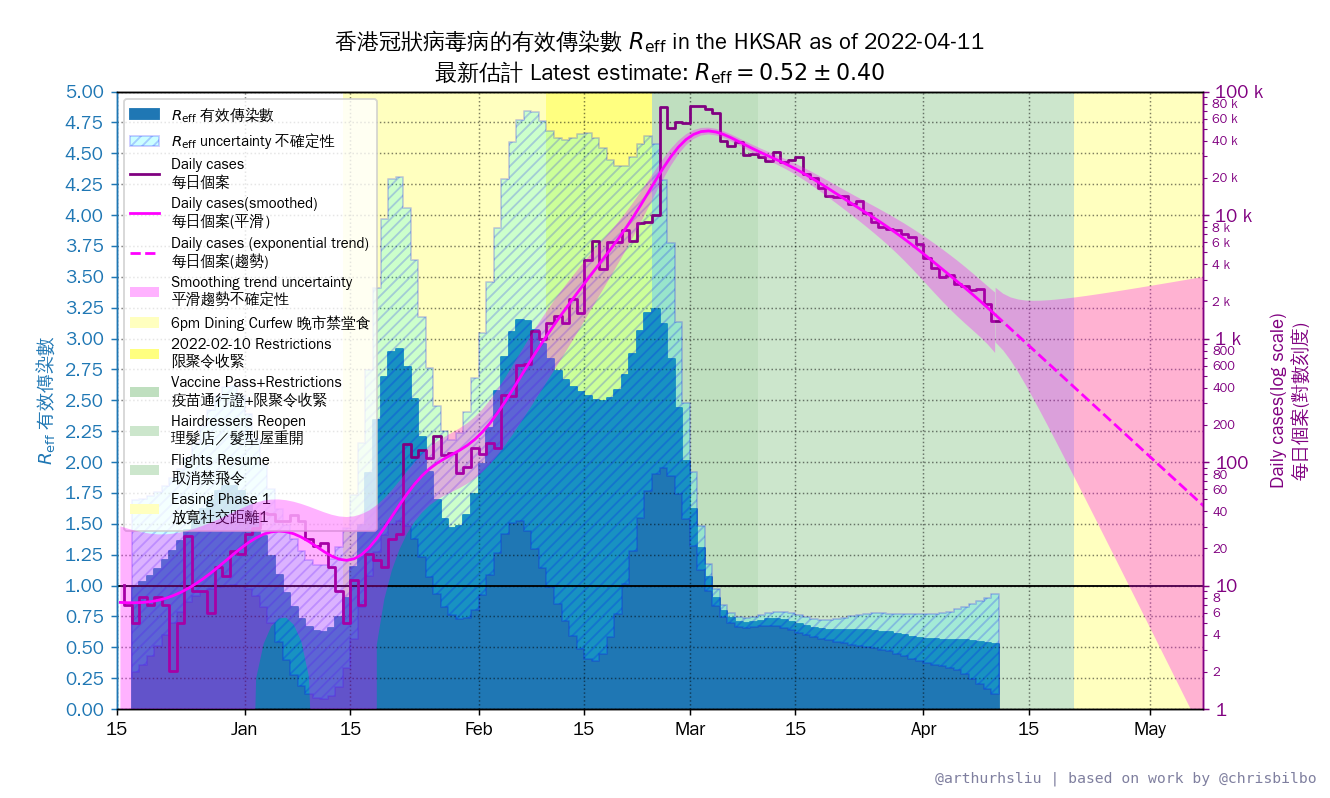 香港冠狀病毒病的有效傳染數 Reff in the HKSAR as of 2022-04-11
最新估計 Latest estimate: Reff = 0.52 ± 0.40
Reff 有效傳染數
Reff uncertainty 不確定性
Daily cases
每日個案
Daily cases(smoothed)
每日個案(平滑)
Daily cases (exponential trend)
每日個案(趨勢)
Smoothing trend uncertainty
平滑趨勢不確定性
6pm Dining Curfew 晚市禁堂食
2022-02-10 Restrictions
限聚令收緊
Vaccine Pass+Restrictions
疫苗通行證+限聚令收緊
Hairdressers Reopen
理髮店／髮型屋重開
Flights Resume
取消禁飛令
Easing Phase 1
放寬社交距離1
Reff 有效傳染數
5.00
4.75
4.50
4.25
4.00
3.75
3.50
3.25
3.00
2.75
2.50
2.25
2.00
1.75
1.50
1.25
1.00
0.75
0.50
0.25
0.00
15
Jan
15
Feb
15
Mar
15
Apr
15
May
100 k
80 k
60 k
40 k
20 k
10 k
8 k
6 k
4 k
2 k
1 k
800
600
400
200
100
80
60
40
20
10
8
6
4
2
1
Daily cases(log scale)
每日個案(對數刻度)
@arthurhsliu | based on work by @chrisbilbo